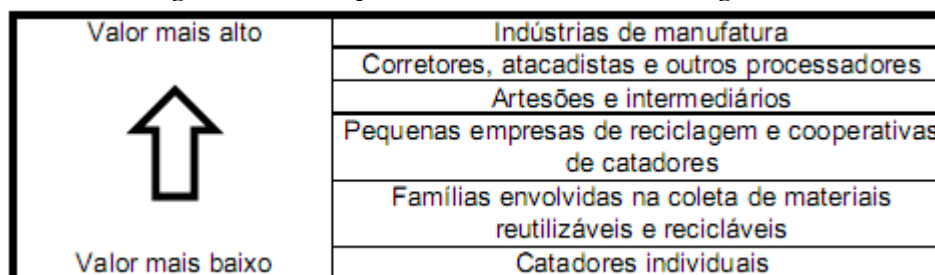 Valor mais alto
Indústrias de manufatura
Corretores, atacadistas e outros processadores
Artesões e intermediários
Pequenas empresas de reciclagem e cooperativas
de catadores
Famílias envolvidas na coleta de materiais
reutilizáveis e recicláveis
Valor mais baixo
Catadores individuais